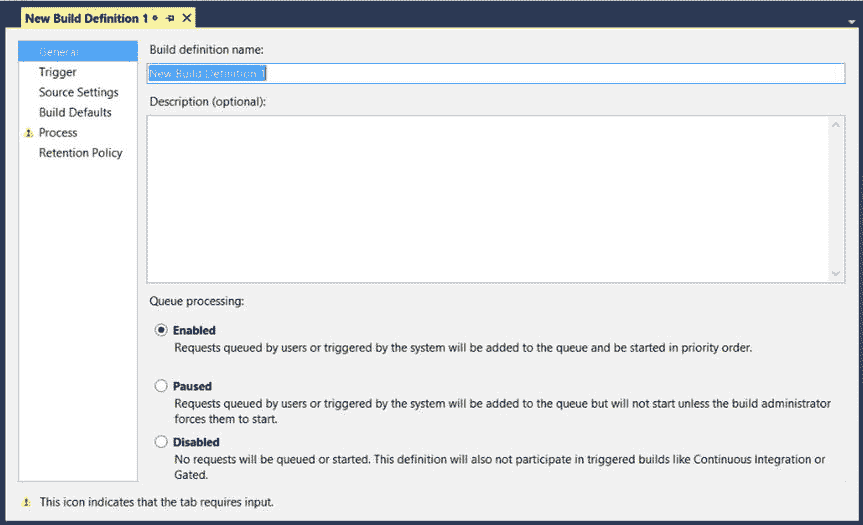 New Build Definition 1
General
Trigger
Source Settings
Build Defaults
Process
Retention Policy
Build definition name:
New Build Definition 1
Description (optional):
Queue processing:
Enabled
Requests queued by users or triggered by the system will be added to the queue and be started in priority order.
Paused
Requests queued by users or triggered by the system will be added to the queue but will not start unless the build administrator
forces them to start.
Disabled
No requests will be queued or started. This definition will also not participate in triggered builds like Continuous Integration or
Gated.
This icon indicates that the tab requires input.